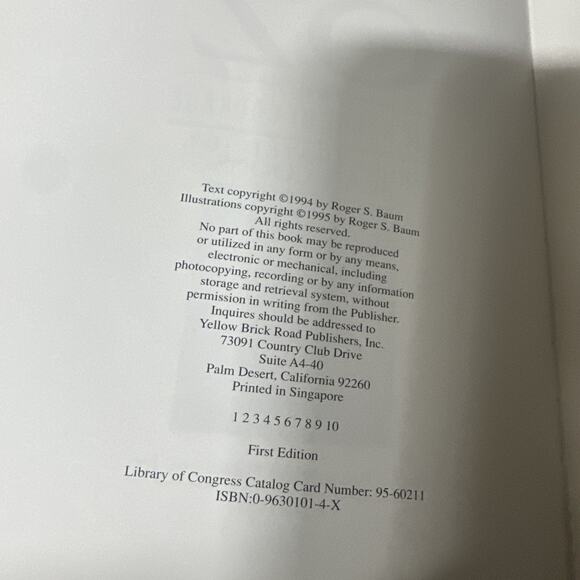 Text copyright ©1994 by Roger S. Baum
Illustrations copyright ©1995 by Roger S. Baum
All rights reserved.
No part of this book may be reproduced
or utilized in any form or by any means,
electronic or mechanical, including
photocopying, recording or by any information
storage and retrieval system, without
permission in writing from the Publisher.
Inquires should be addressed to
Yellow Brick Road Publishers, Inc.
73091 Country Club Drive
Suite A4-40
Palm Desert, California 92260
Printed in Singapore
1 2 3 4 5 6 7 8 9 10
First Edition
Library of Congress Catalog Card Number: 95-60211
ISBN:0-9630101-4-X